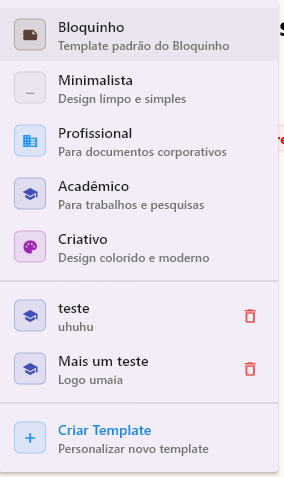 Bloquinho
Template padrão do Bloquinho
Minimalista
Design limpo e simples
Profissional
Para documentos corporativos
Acadêmico
Para trabalhos e pesquisas
Criativo
Design colorido e moderno
teste
uhuhu
Mais um teste
Logo umaia
Criar Template
Personalizar novo template